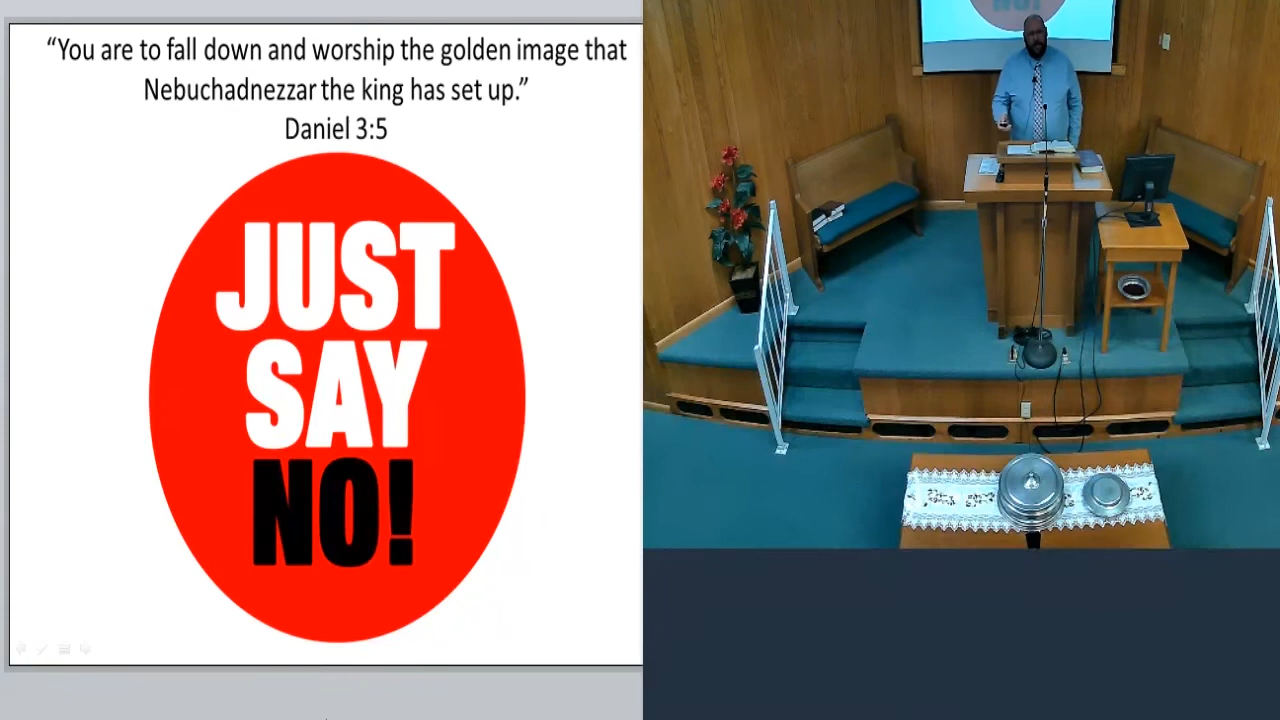 “You are to fall down and worship the golden image that
Nebuchadnezzar the king has set up.”
Daniel 3:5
JUST
SAY
NO!
NO!